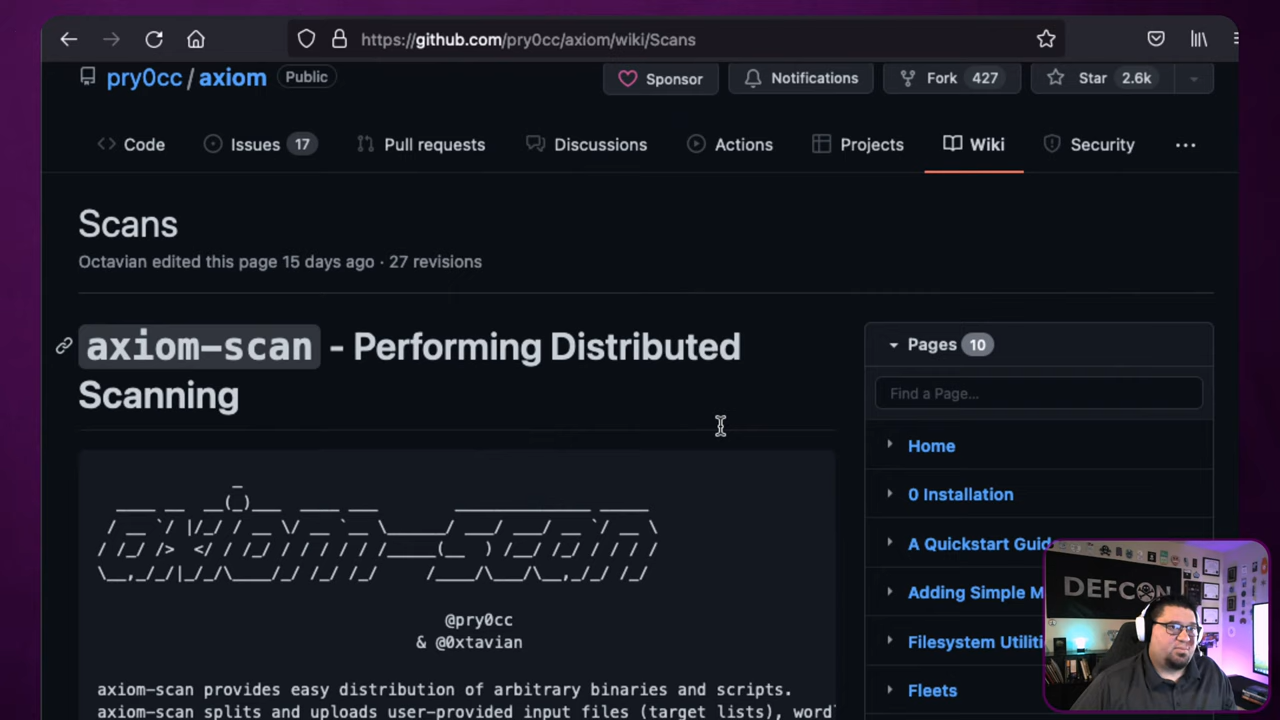 https://github.com/pry0cc/axiom/wiki/Scans
pry0cc / axiom Public
Sponsor Notifications Fork 427 Star 2.6k
Code Issues 17 Pull requests Discussions Actions Projects Wiki Security
Scans
Octavian edited this page 15 days ago · 27 revisions
axiom-scan - Performing Distributed
Scanning
axiom-scan
@pry0cc
& @0xtavian
axiom-scan provides easy distribution of arbitrary binaries and scripts.
axiom-scan splits and uploads user-provided input files (target lists), word
Pages 10
Find a Page...
Home
0 Installation
A Quickstart Guid
Adding Simple M
Filesystem Utiliti
Fleets
DEFCON